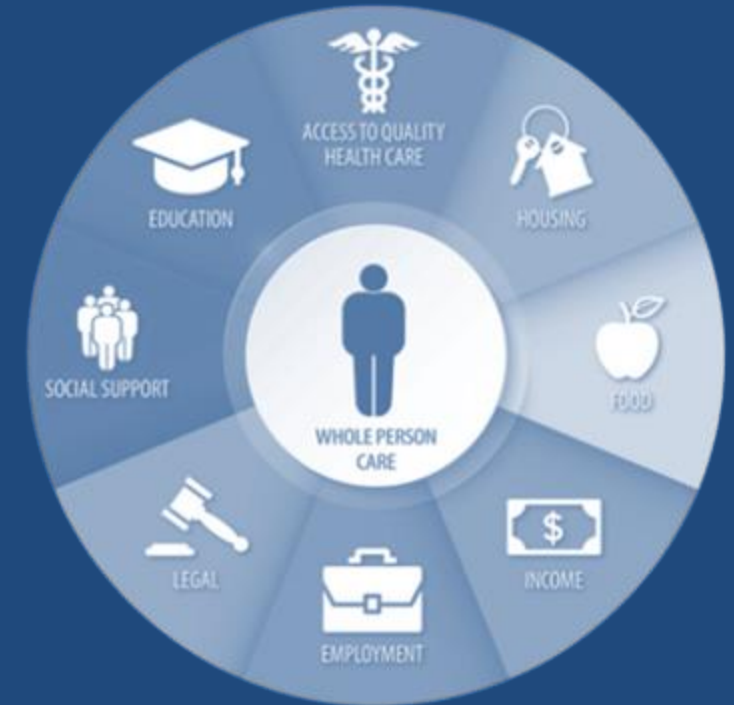 ACCESS TO QUALITY
HEALTH CARE
HOUSING
FOOD
$
INCOME
EMPLOYMENT
LEGAL
SOCIAL SUPPORT
EDUCATION
WHOLE PERSON
CARE